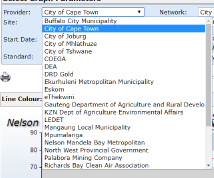 Provider: City of Cape Town Network: City
Site: Buffalo City Municipality
City of Cape Town
City of Joburg
Start Date: City of Mhlathuze
City of Tshwane
Standard: COEGA
DEA
DRD Gold
Ekurhuleni Metropolitan Municipality
Eskom
Line Colour: eThekwini
Gauteng Department of Agriculture and Rural Develo
KZN Dept of Agriculture Environmental Affairs
LEDET
Nelson Mangaung Local Municipality
Mpumalanga
90 Nelson Mandela Bay Metropolitan
North West Provincial Government
80 Palabora Mining Company
Richards Bay Clean Air Association
70